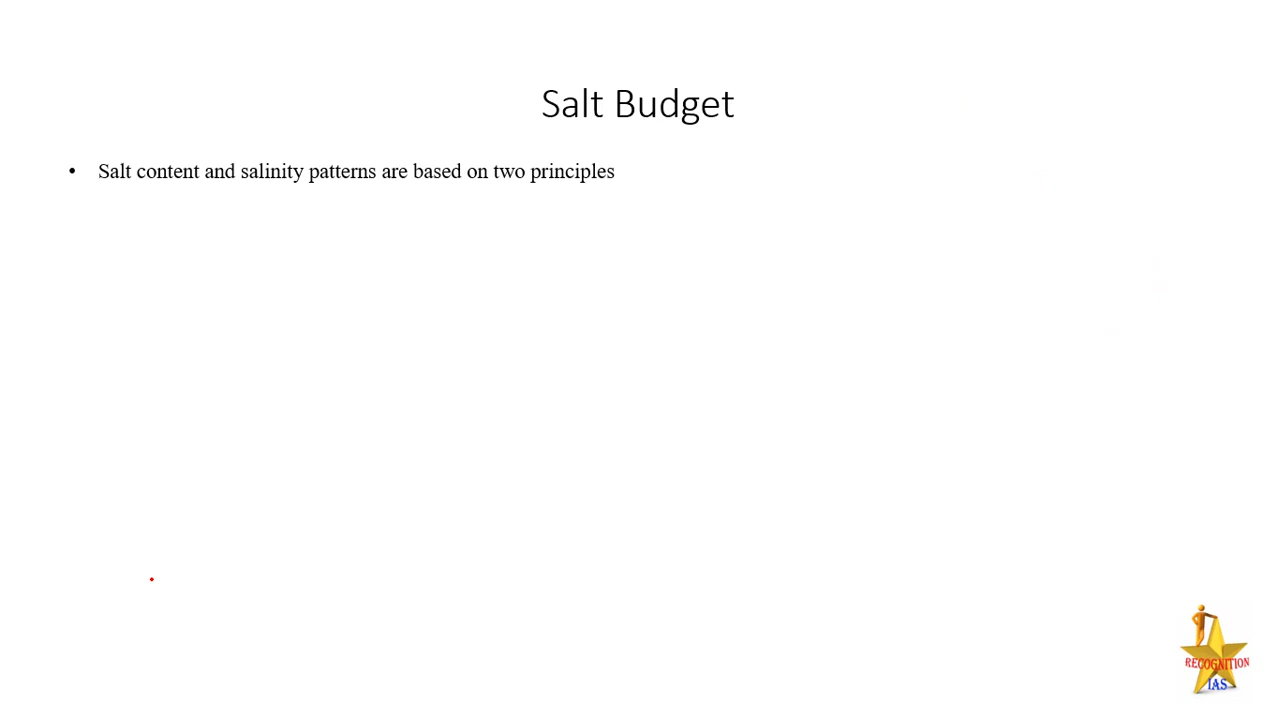 Salt Budget
• Salt content and salinity patterns are based on two principles
RECOGNITION
IAS